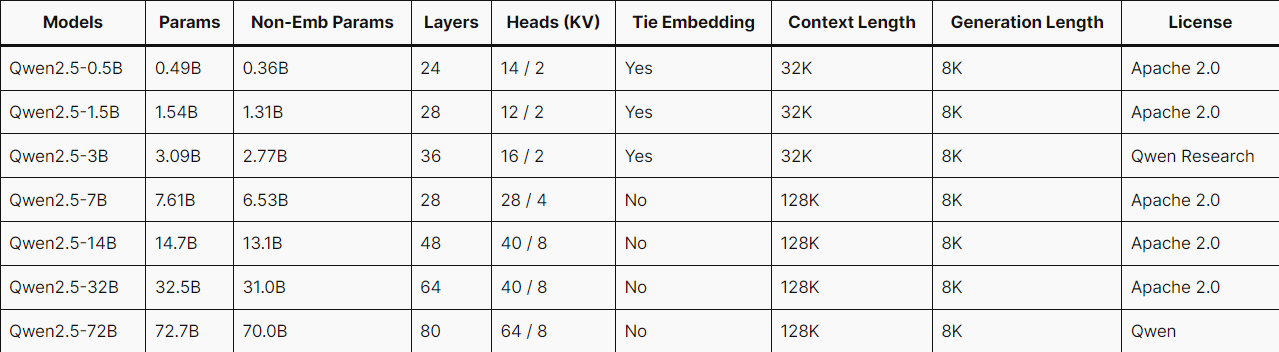 Models Params Non-Emb Params Layers Heads (KV) Tie Embedding Context Length Generation Length License
Qwen2.5-0.5B 0.49B 0.36B 24 14 / 2 Yes 32K 8K Apache 2.0
Qwen2.5-1.5B 1.54B 1.31B 28 12 / 2 Yes 32K 8K Apache 2.0
Qwen2.5-3B 3.09B 2.77B 36 16 / 2 Yes 32K 8K Qwen Research
Qwen2.5-7B 7.61B 6.53B 28 28 / 4 No 128K 8K Apache 2.0
Qwen2.5-14B 14.7B 13.1B 48 40 / 8 No 128K 8K Apache 2.0
Qwen2.5-32B 32.5B 31.0B 64 40 / 8 No 128K 8K Apache 2.0
Qwen2.5-72B 72.7B 70.0B 80 64 / 8 No 128K 8K Qwen